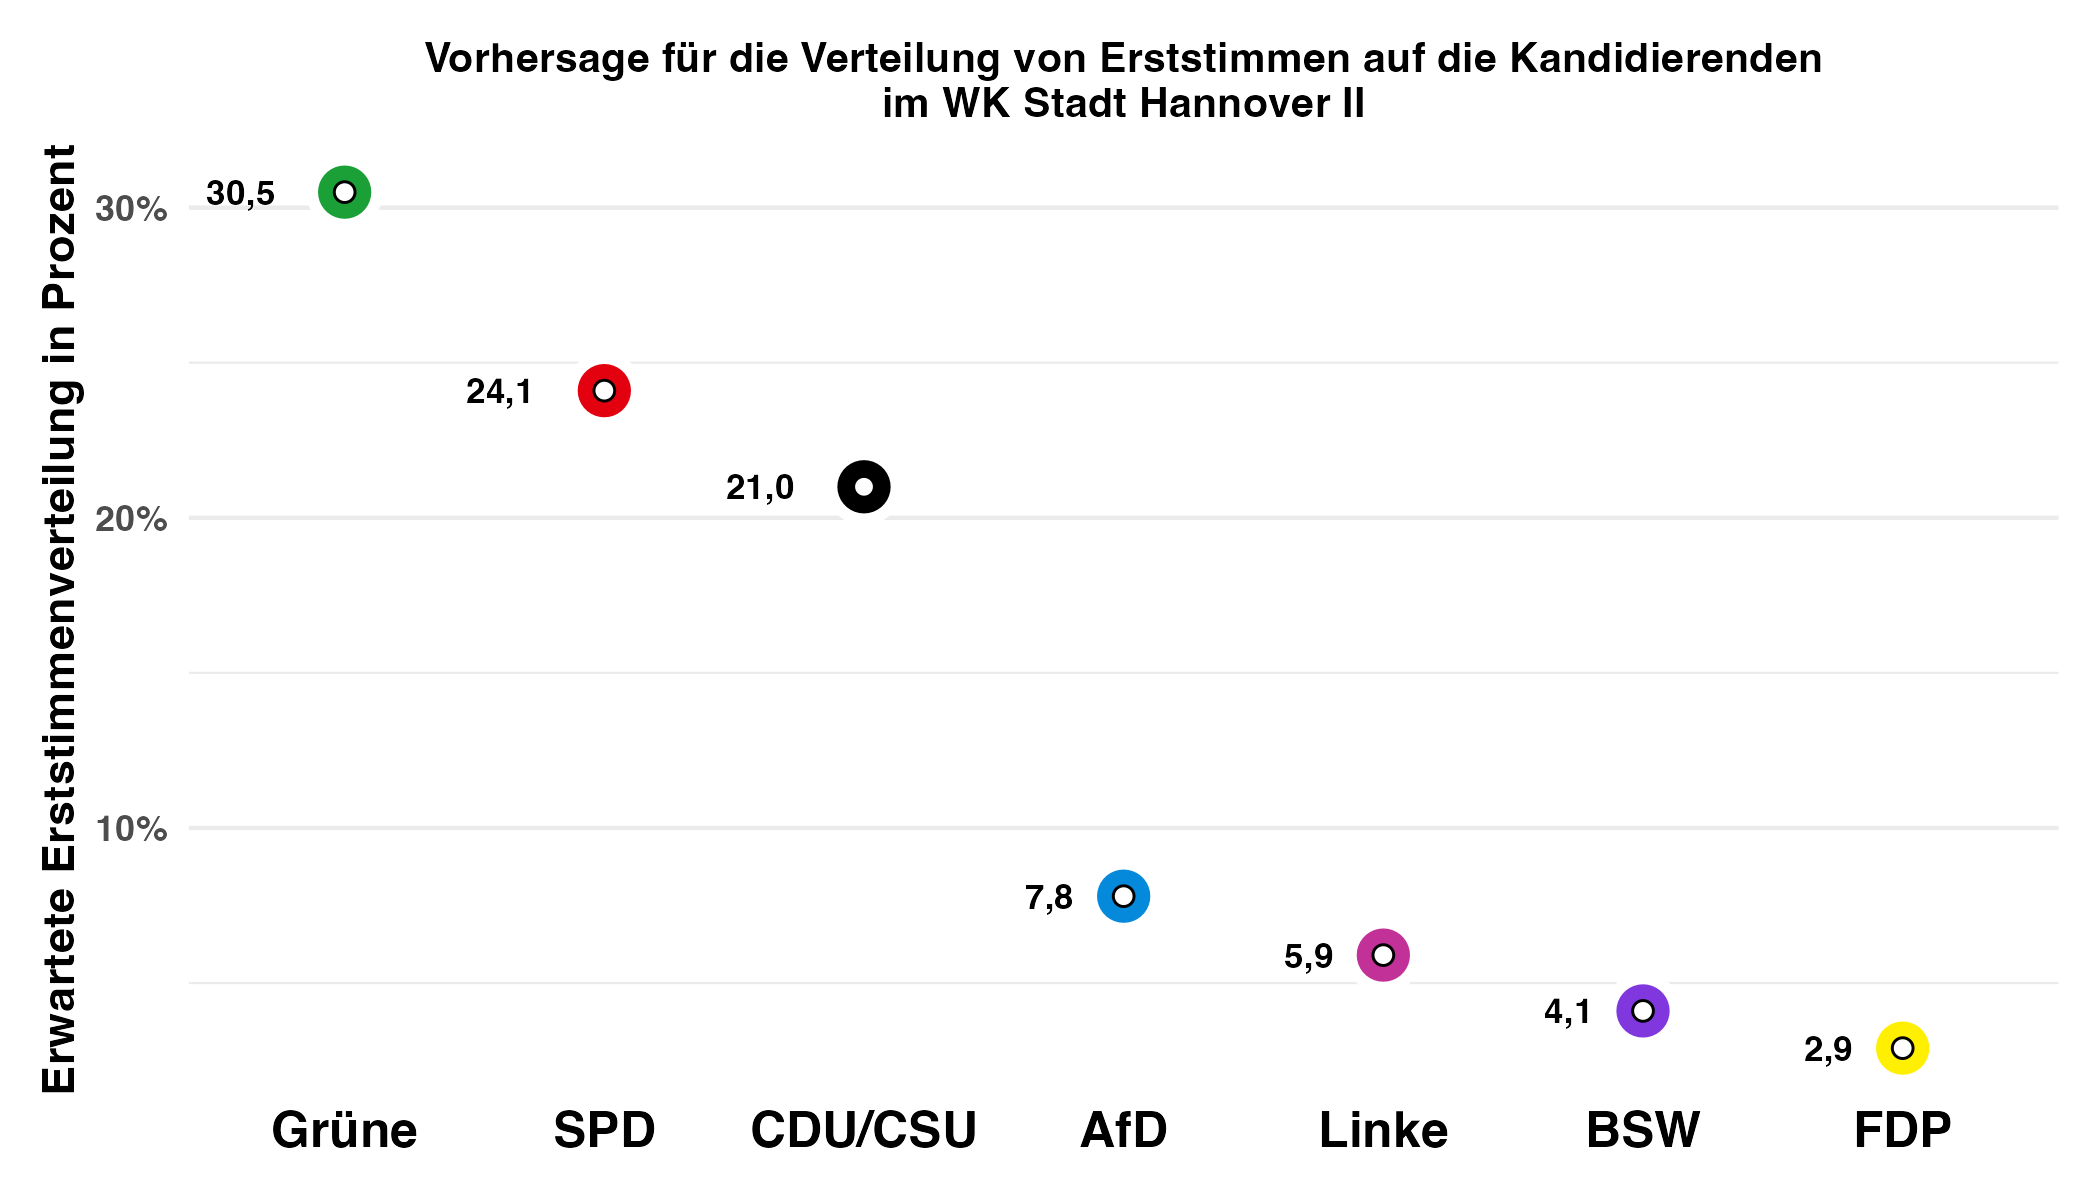 Vorhersage für die Verteilung von Erststimmen auf die Kandidierenden
im WK Stadt Hannover II
Erwartete Erststimmenverteilung in Prozent
30%
20%
10%
30,5
24,1
21,0
7,8
5,9
4,1
2,9
Grüne
SPD
CDU/CSU
AfD
Linke
BSW
FDP